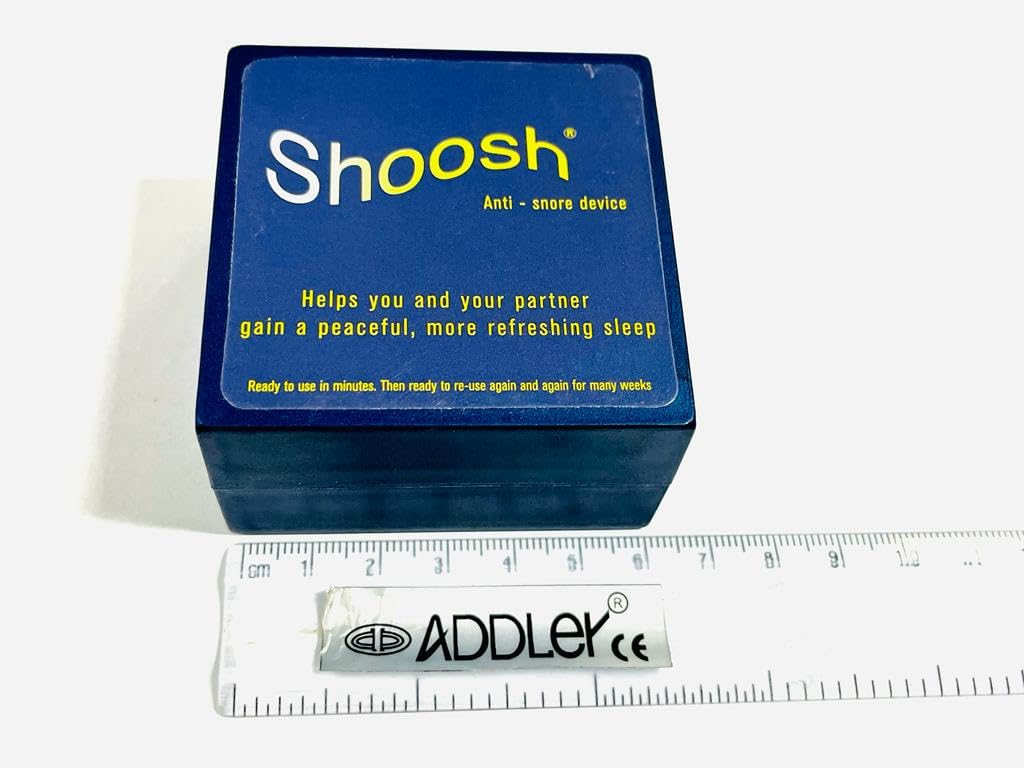 Shoosh®
Anti - snore device
Helps you and your partner
gain a peaceful, more refreshing sleep
Ready to use in minutes. Then ready to re-use again and again for many weeks
cm 1 2 3 4 5 6 7 8 9
ADDLer® CE